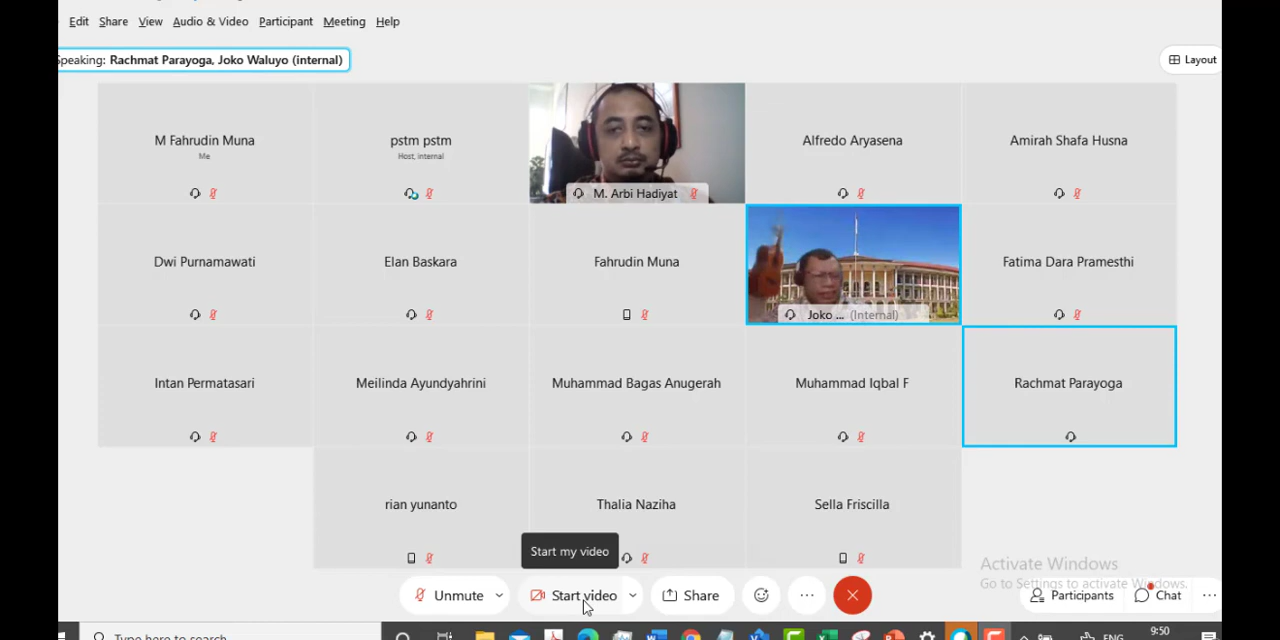 Edit Share View Audio & Video Participant Meeting Help
Speaking: Rachmat Parayoga, Joko Waluyo (internal)
Layout
M Fahrudin Muna
Me
pstm pstm
Host, internal
M. Arbi Hadiyat
Alfredo Aryasena
Amirah Shafa Husna
Dwi Purnamawati
Elan Baskara
Fahrudin Muna
Joko ... (Internal)
Fatima Dara Pramesthi
Intan Permatasari
Meilinda Ayundyahrini
Muhammad Bagas Anugerah
Muhammad Iqbal F
Rachmat Parayoga
rian yunanto
Thalia Naziha
Sella Friscilla
Start my video
Activate Windows
Go to Settings to activate Windows.
Unmute
Start video
Share
Participants
Chat
Type here to search
ENG
9:50